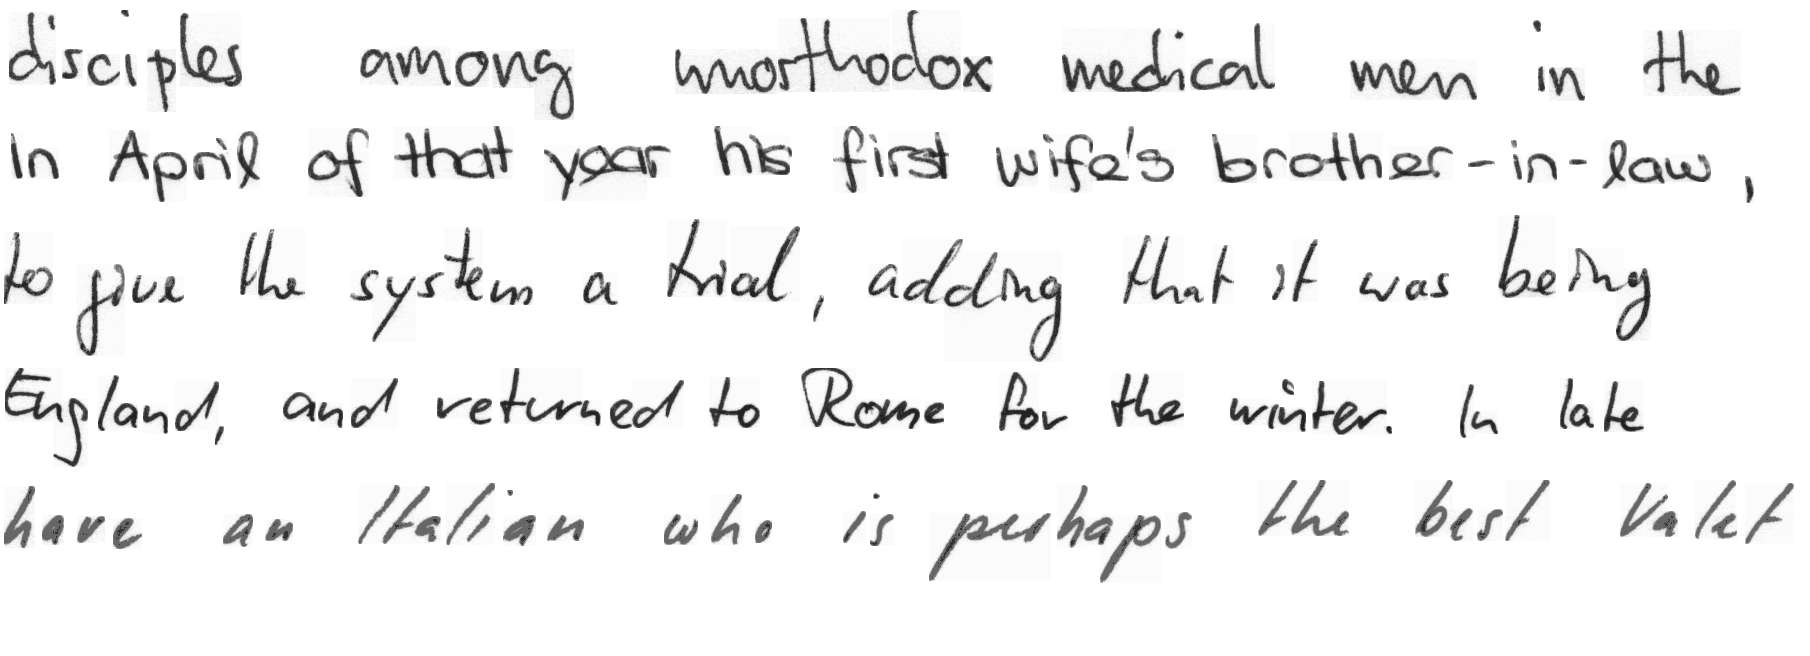 disciples among unorthodox medical men in the
In April of that year his first wife's brother-in-law,
to give the system a trial, adding that it was being
England, and returned to Rome for the winter. In late
have an Italian who is perhaps the best Valet